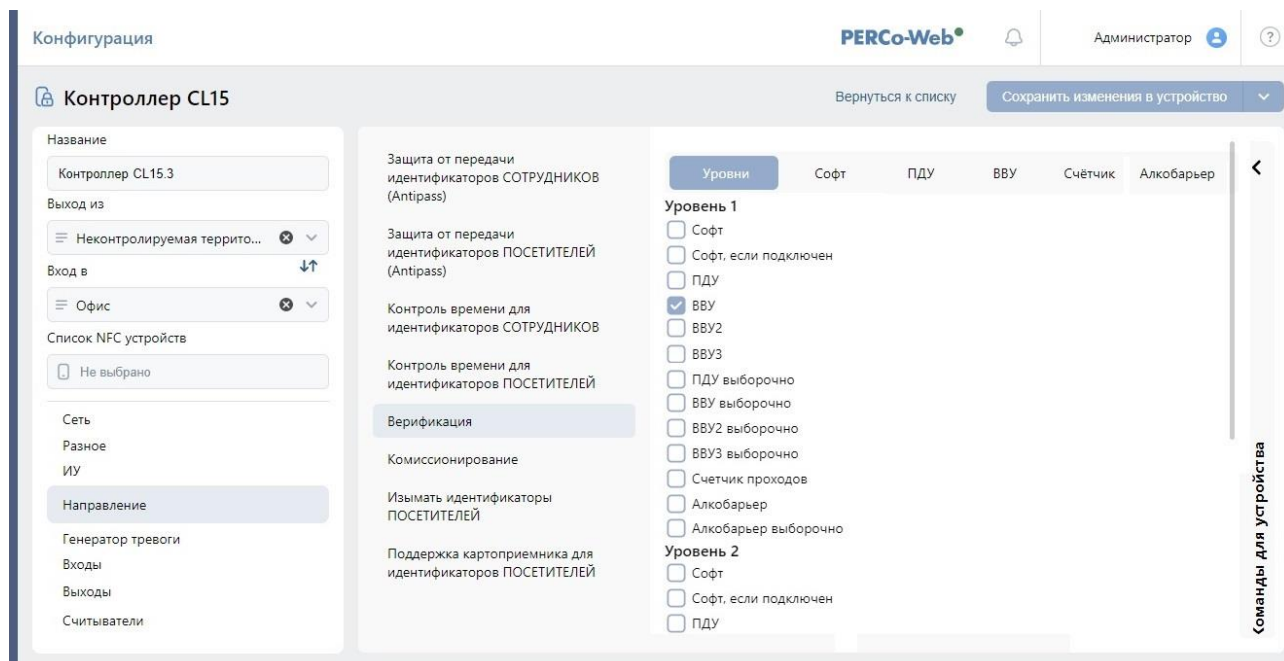 Конфигурация
PERCo-Web
Администратор
?
Контроллер CL15
Вернуться к списку
Сохранить изменения в устройство
Название
Контроллер CL15.3
Выход из
Неконтролируемая террито...
Вход в
Офис
Список NFC устройств
Не выбрано
Сеть
Разное
ИУ
Направление
Генератор тревоги
Входы
Выходы
Считыватели
Защита от передачи
идентификаторов СОТРУДНИКОВ
(Antipass)
Защита от передачи
идентификаторов ПОСЕТИТЕЛЕЙ
(Antipass)
Контроль времени для
идентификаторов СОТРУДНИКОВ
Контроль времени для
идентификаторов ПОСЕТИТЕЛЕЙ
Верификация
Комиссионирование
Изымать идентификаторы
ПОСЕТИТЕЛЕЙ
Поддержка картоприемника для
идентификаторов ПОСЕТИТЕЛЕЙ
Уровни
Софт
ПДУ
ВВУ
Счётчик
Алкобарьер
Уровень 1
Софт
Софт, если подключен
ПДУ
ВВУ
ВВУ2
ВВУ3
ПДУ выборочно
ВВУ выборочно
ВВУ2 выборочно
ВВУ3 выборочно
Счетчик проходов
Алкобарьер
Алкобарьер выборочно
Уровень 2
Софт
Софт, если подключен
ПДУ
Команды для устройства